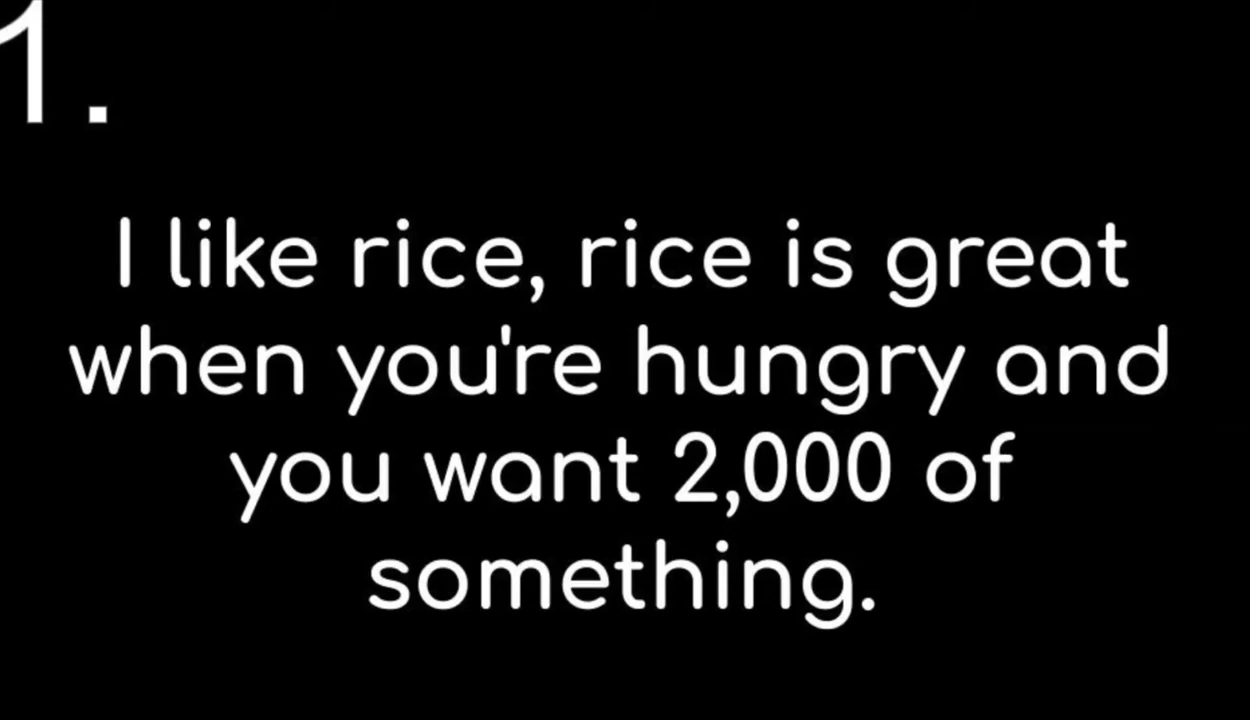 1.
I like rice, rice is great
when you're hungry and
you want 2,000 of
something.